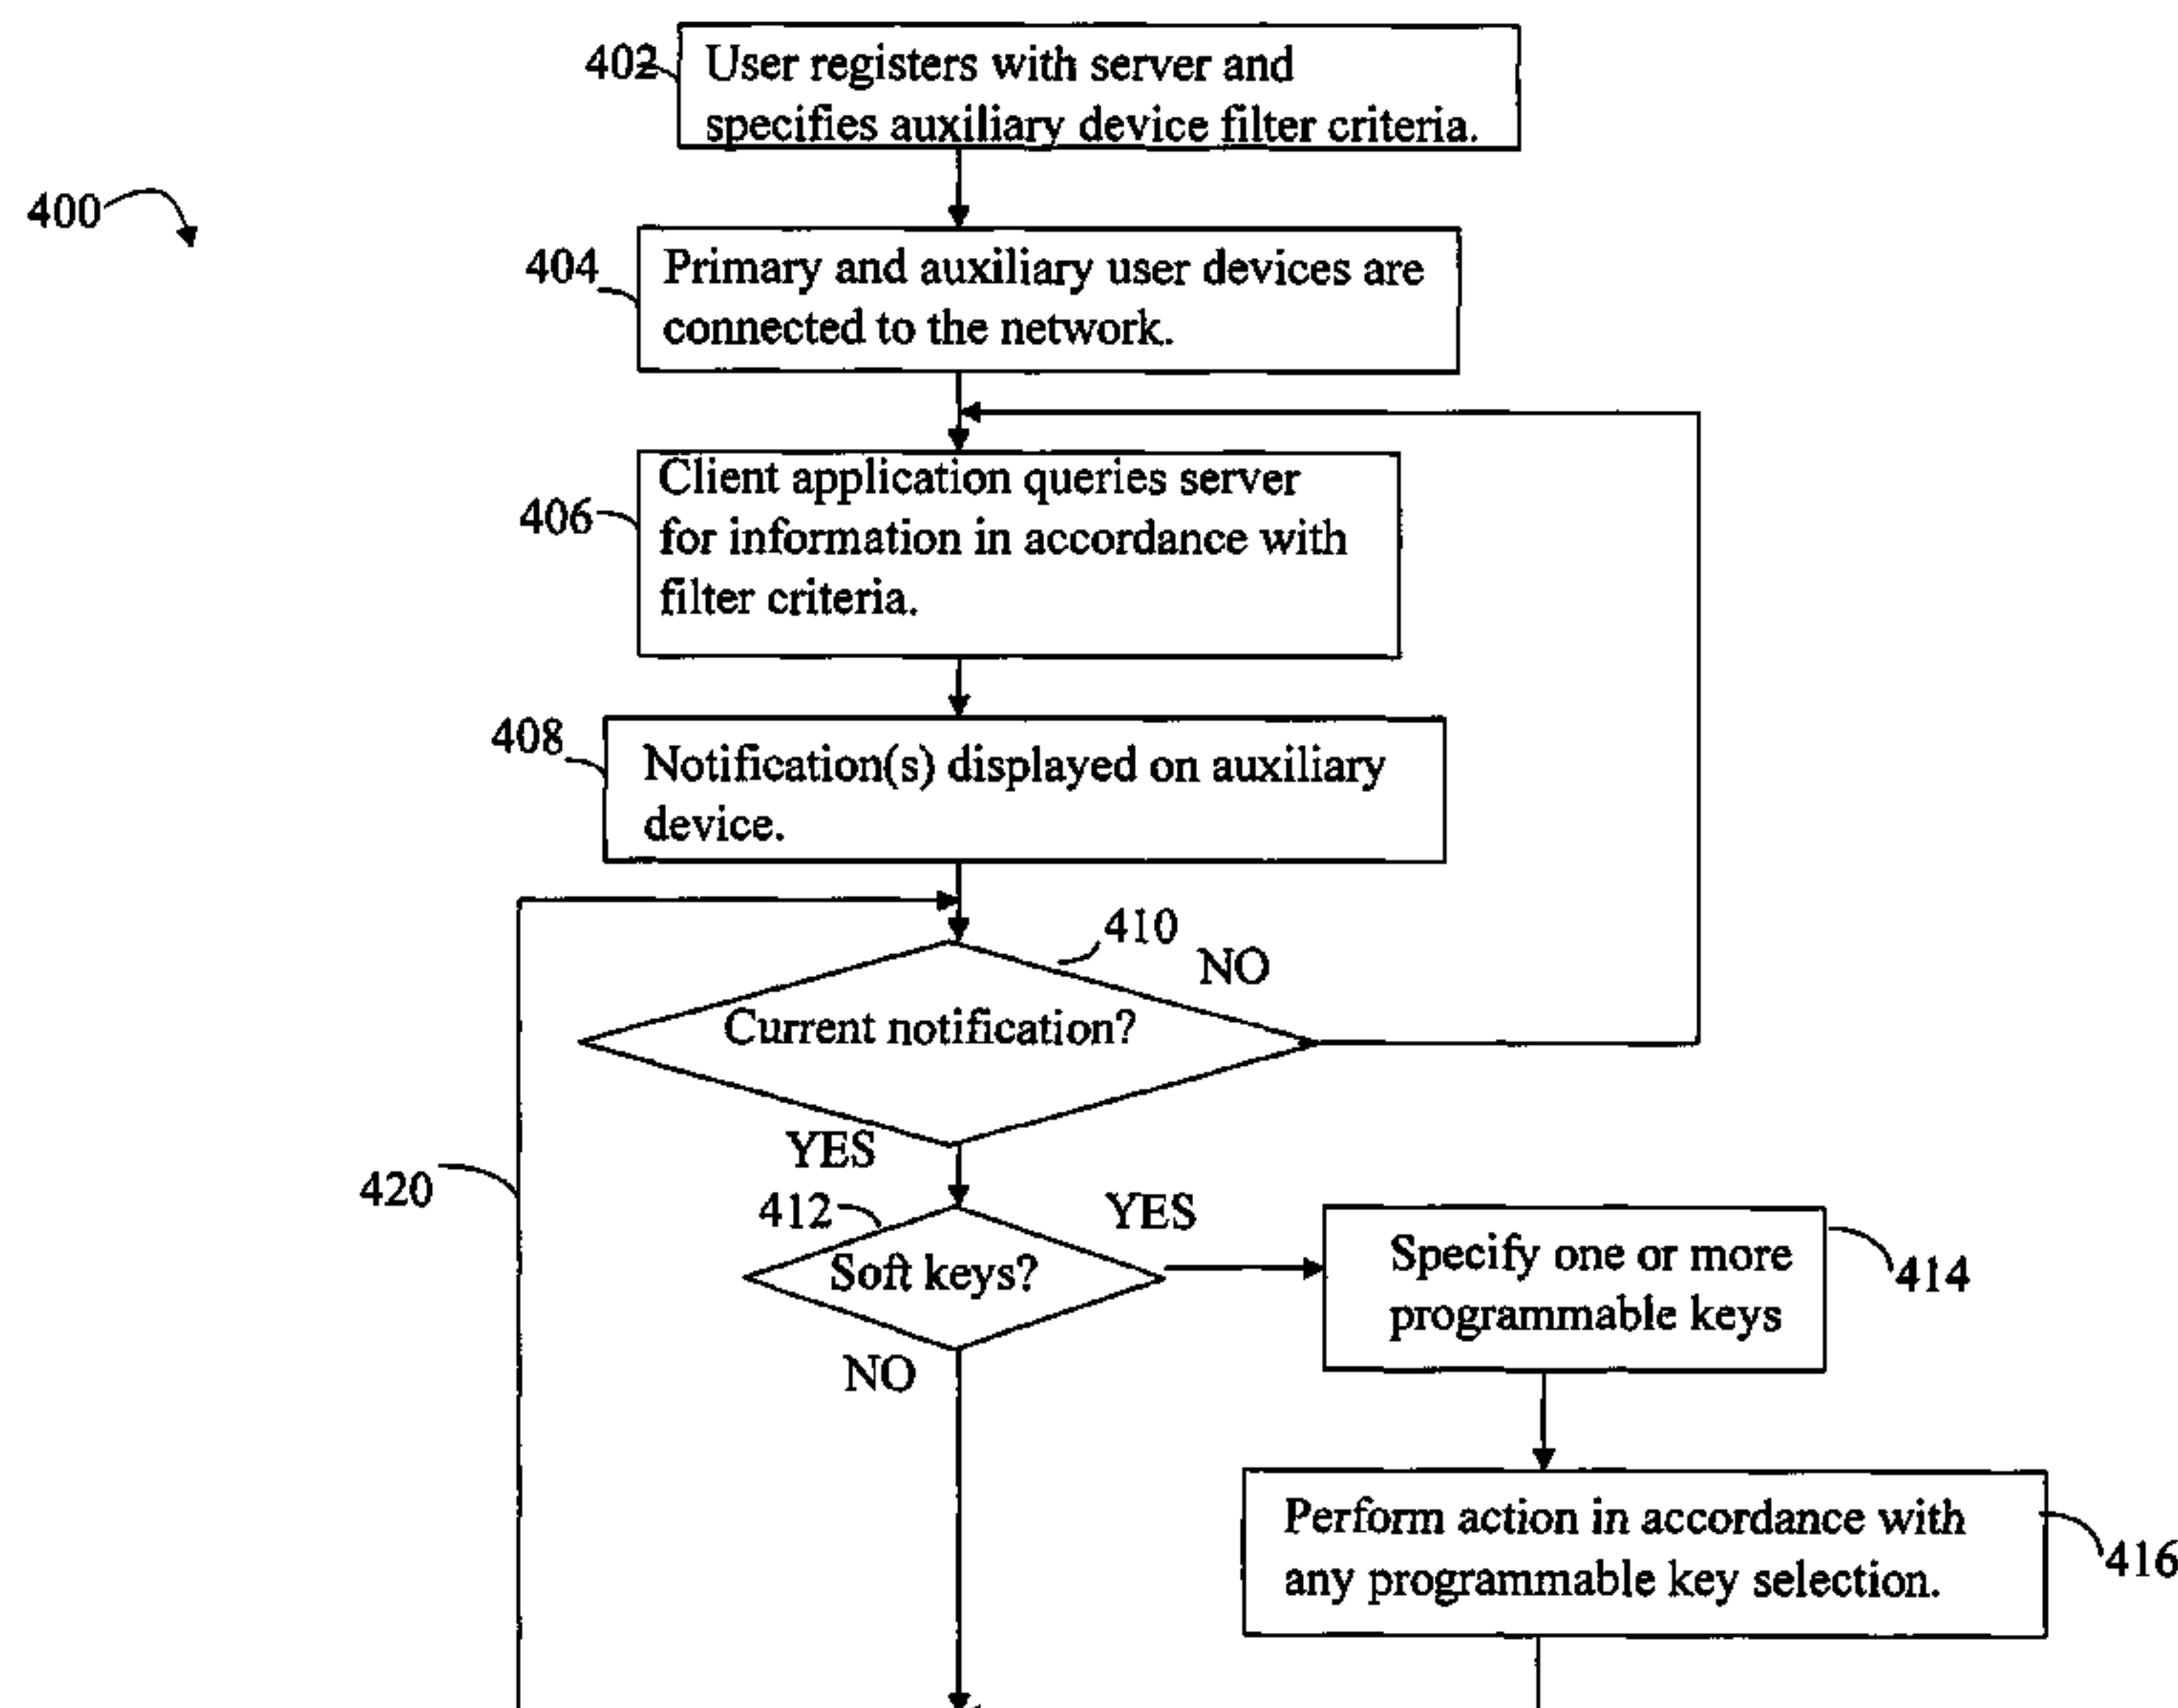 402
User registers with server and
specifies auxiliary device filter criteria.
400
404
Primary and auxiliary user devices are
connected to the network.
406
Client application queries server
for information in accordance with
filter criteria.
408
Notification(s) displayed on auxiliary
device.
410
NO
Current notification?
YES
420
412
YES
Soft keys?
NO
Specify one or more
programmable keys
414
Perform action in accordance with
any programmable key selection.
416